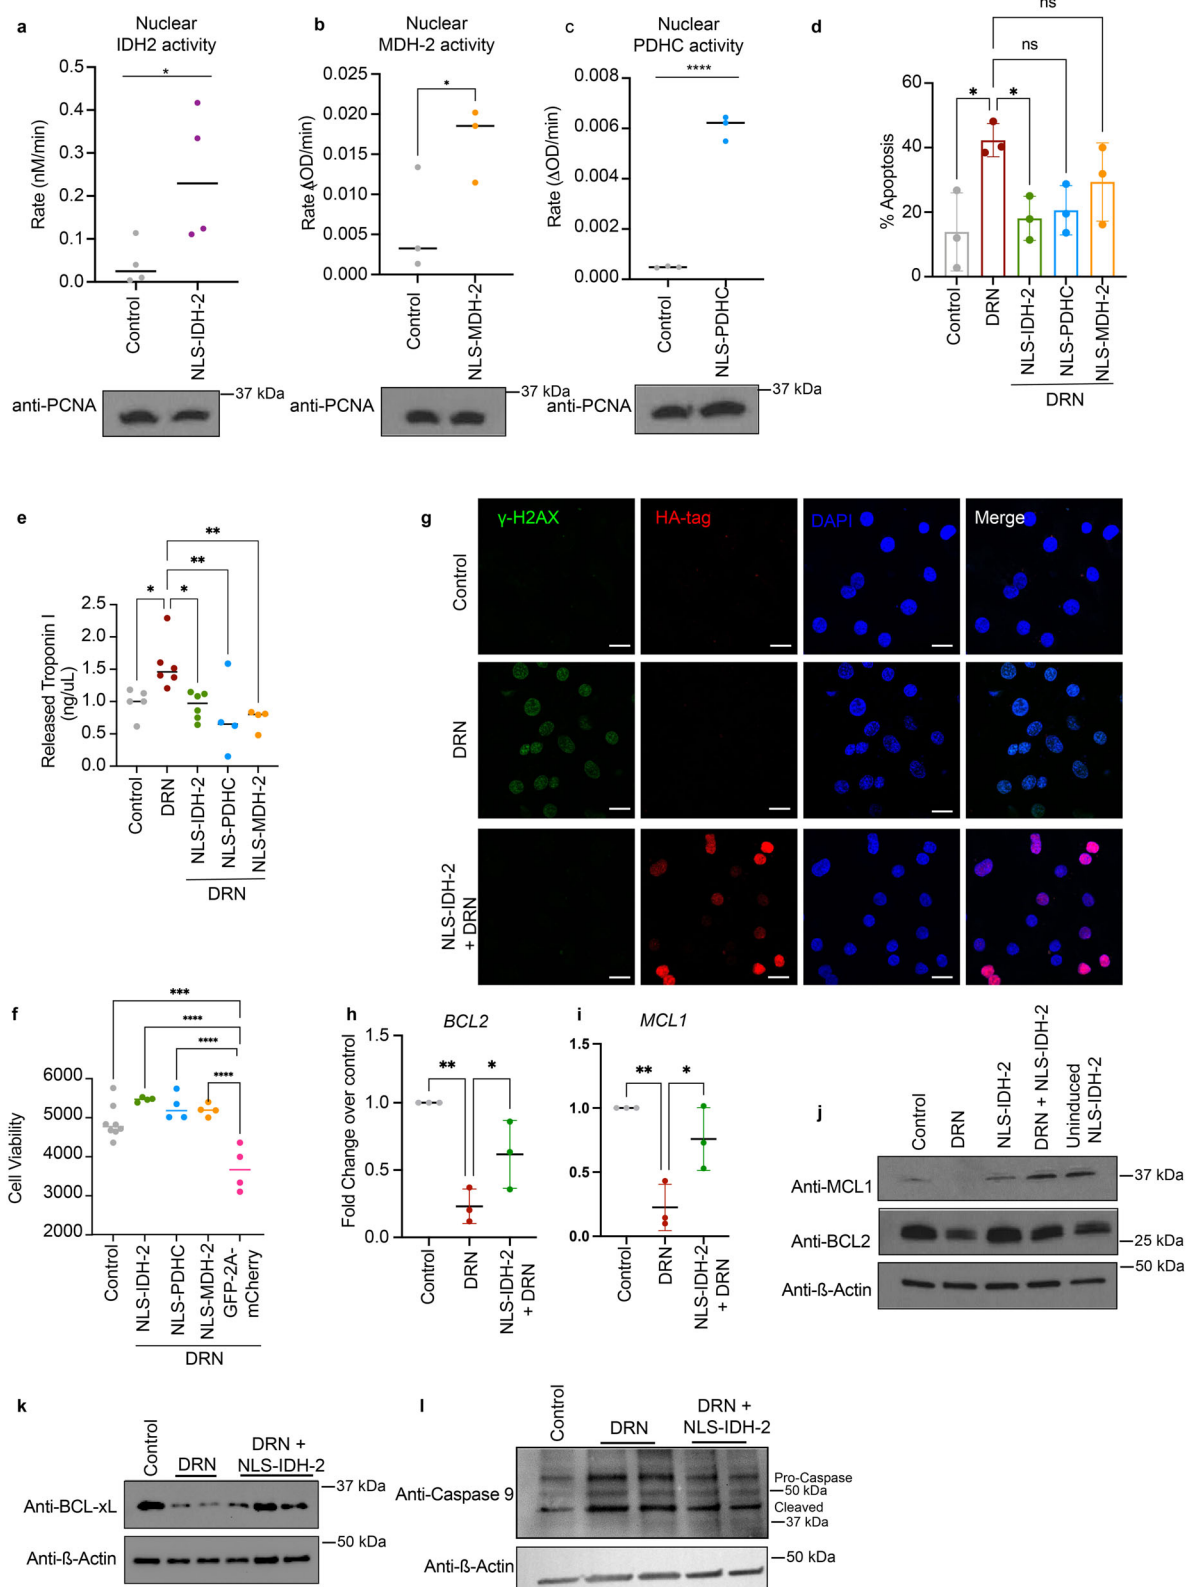 a
Nuclear
IDH2 activity
*
Rate (nM/min)
0.5
0.4
0.3
0.2
0.1
0.0
Control
NLS-IDH-2
anti-PCNA
37 kDa
b
Nuclear
MDH-2 activity
*
Rate ΔOD/min)
0.025
0.020
0.015
0.010
0.005
0.000
Control
NLS-MDH-2
anti-PCNA
37 kDa
c
Nuclear
PDHC activity
****
Rate (ΔOD/min)
0.008
0.006
0.004
0.002
0.000
Control
NLS-PDHC
anti-PCNA
37 kDa
d
ns
ns
* *
% Apoptosis
60
40
20
0
Control
DRN
NLS-IDH-2
NLS-PDHC
NLS-MDH-2
DRN
e
**
**
* *
Released Troponin I
(ng/uL)
2.5
2.0
1.5
1.0
0.5
0.0
Control
DRN
NLS-IDH-2
NLS-PDHC
NLS-MDH-2
DRN
g
γ-H2AX
HA-tag
DAPI
Merge
Control
DRN
NLS-IDH-2
+ DRN
f
***
****
****
****
Cell Viability
6000
5000
4000
3000
2000
Control
NLS-IDH-2
NLS-PDHC
NLS-MDH-2
GFP-2A-
mCherry
DRN
h
BCL2
** *
Fold Change over control
1.5
1.0
0.5
0.0
Control
DRN
NLS-IDH-2
+ DRN
i
MCL1
** *
1.5
1.0
0.5
0.0
Control
DRN
NLS-IDH-2
+ DRN
j
Control
DRN
NLS-IDH-2
DRN + NLS-IDH-2
Uninduced
NLS-IDH-2
Anti-MCL1
37 kDa
Anti-BCL2
25 kDa
50 kDa
Anti-ß-Actin
k
Control
DRN
DRN +
NLS-IDH-2
Anti-BCL-xL
37 kDa
50 kDa
Anti-ß-Actin
l
Control
DRN
DRN +
NLS-IDH-2
Anti-Caspase 9
Pro-Caspase
50 kDa
Cleaved
37 kDa
Anti-ß-Actin
50 kDa